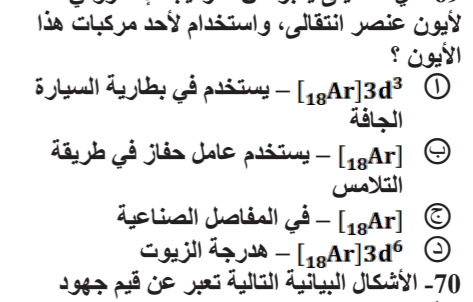 لأيون عنصر انتقالى، واستخدام لأحد مركبات هذا
الأيون ؟
أ [₁₈Ar]3d³ – يستخدم في بطارية السيارة
الجافة
ب [₁₈Ar] – يستخدم عامل حفاز في طريقة
التلامس
ج [₁₈Ar] – في المفاصل الصناعية
د [₁₈Ar]3d⁶ – هدرجة الزيوت
70- الأشكال البيانية التالية تعبر عن قيم جهود